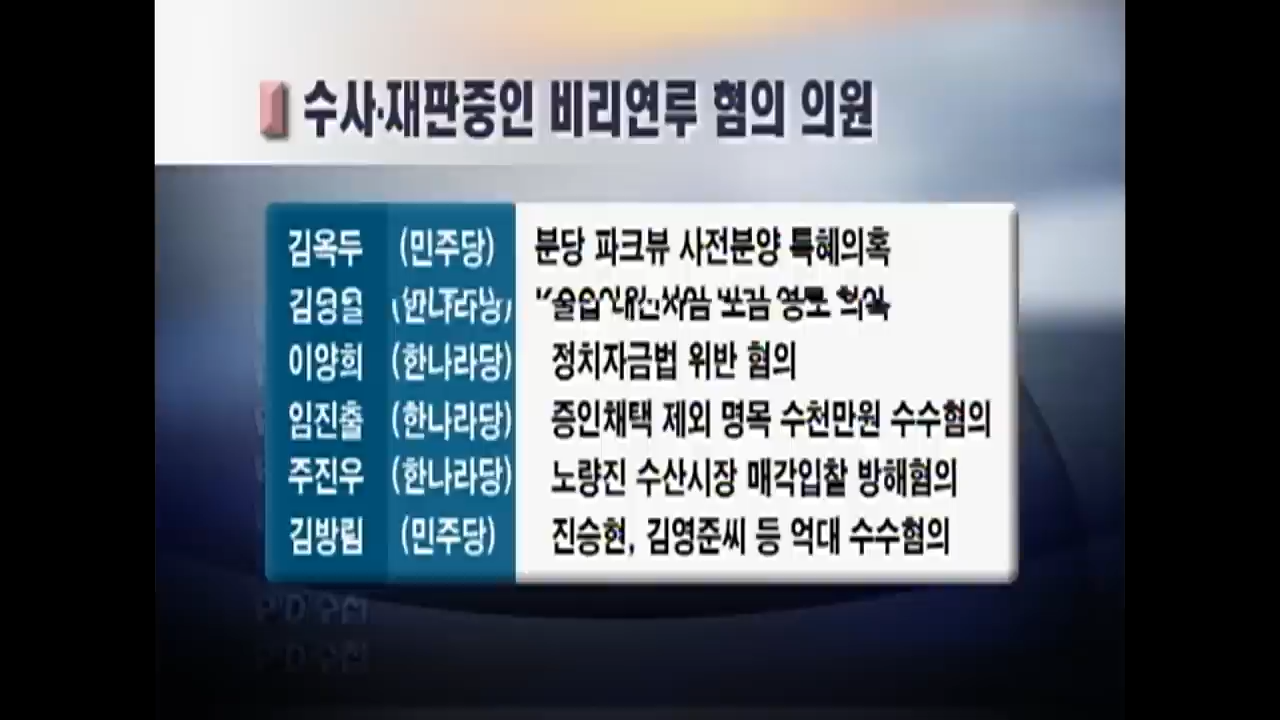 수사·재판중인 비리연루 혐의 의원
김옥두 (민주당) 분당 파크뷰 사전분양 특혜의혹
이양희 (한나라당) 정치자금법 위반 혐의
임진출 (한나라당) 증인채택 제외 명목 수천만원 수수혐의
주진우 (한나라당) 노량진 수산시장 매각입찰 방해혐의
김방림 (민주당) 진승현, 김영준씨 등 억대 수수혐의